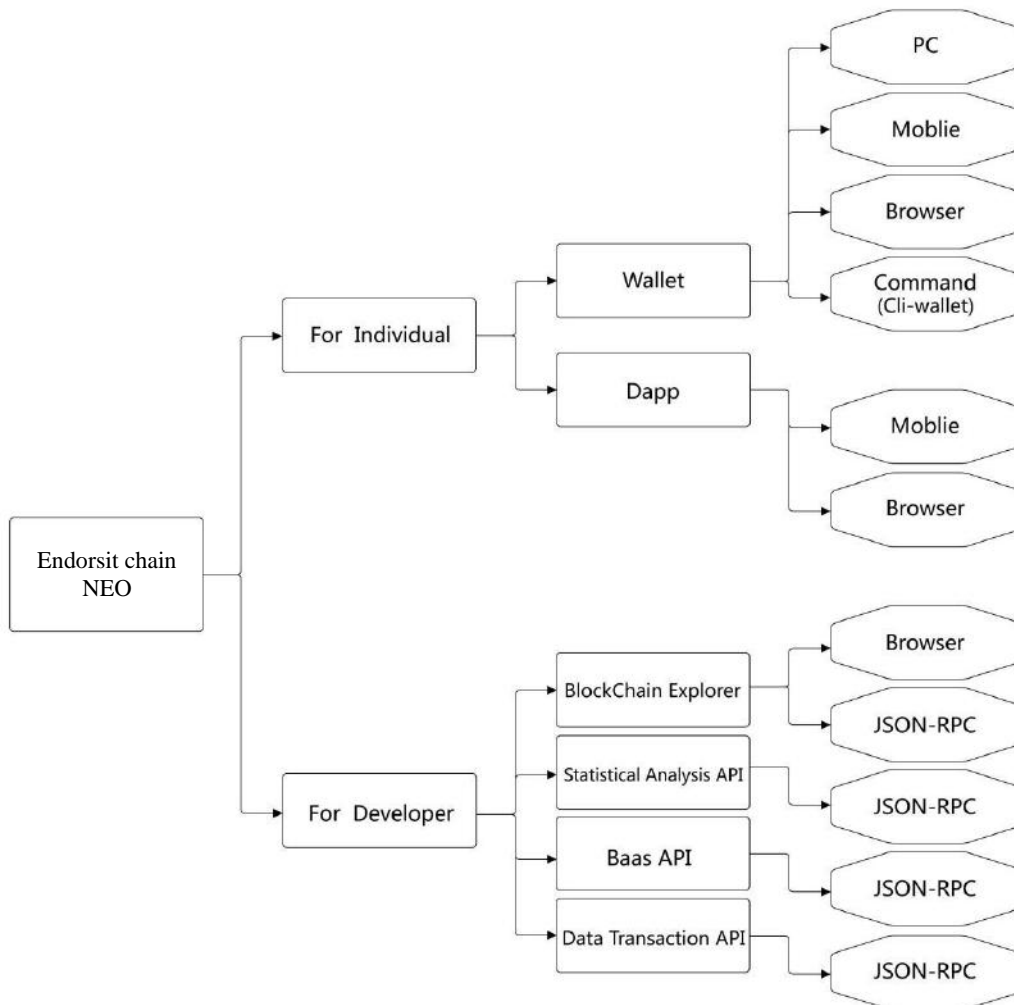 PC
Moblie
Browser
Command
(Cli-wallet)
Wallet
For Individual
Dapp
Moblie
Browser
Endorsit chain
NEO
Browser
BlockChain Explorer
JSON-RPC
Statistical Analysis API
JSON-RPC
For Developer
Baas API
JSON-RPC
Data Transaction API
JSON-RPC